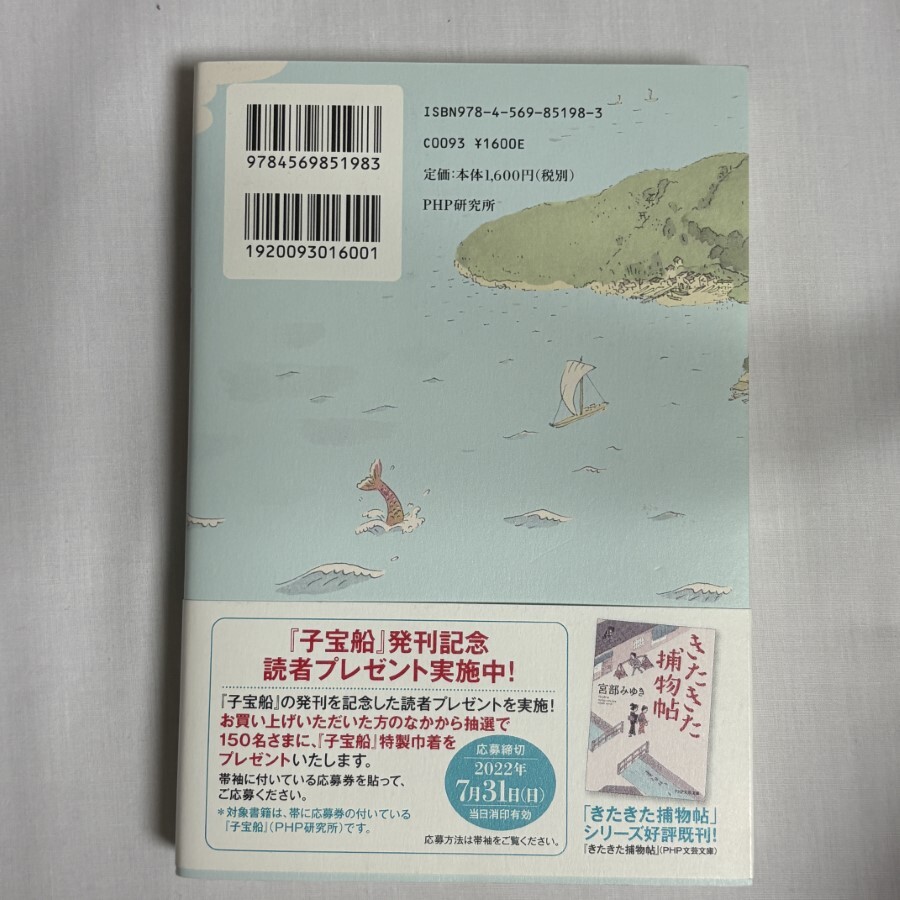 9784569851983
1920093016001
ISBN978-4-569-85198-3
C0093 ¥1600E
定価:本体1,600円(税別)
PHP研究所
『子宝船』発刊記念
読者プレゼント実施中!
『子宝船』の発刊を記念した読者プレゼントを実施!
お買い上げいただいた方のなかから抽選で
150名さまに、『子宝船』特製巾着を
プレゼントいたします。
帯袖に付いている応募券を貼って、
ご応募ください。
*対象書籍は、帯に応募券の付いている
『子宝船』(PHP研究所)です。
応募締切
2022年
7月31日(日)
当日消印有効
応募方法は帯袖をご覧ください。
きたきた
捕物帖
宮部みゆき
PHP文芸文庫
「きたきた捕物帖」
シリーズ好評既刊!
『きたきた捕物帖』(PHP文芸文庫)